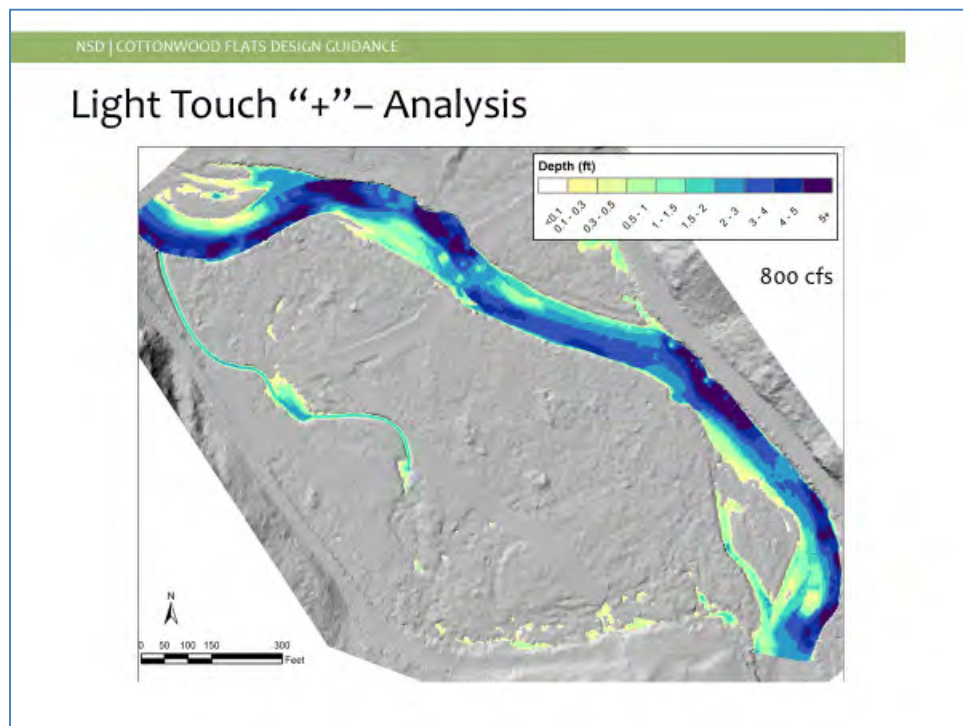 NSD | COTTONWOOD FLATS DESIGN GUIDANCE
Light Touch “+”– Analysis
Depth (ft)
<0.1
0.1 - 0.3
0.3 - 0.5
0.5 - 1
1 - 1.5
1.5 - 2
2 - 3
3 - 4
4 - 5
5+
800 cfs
N
0 50 100 150 300
Feet